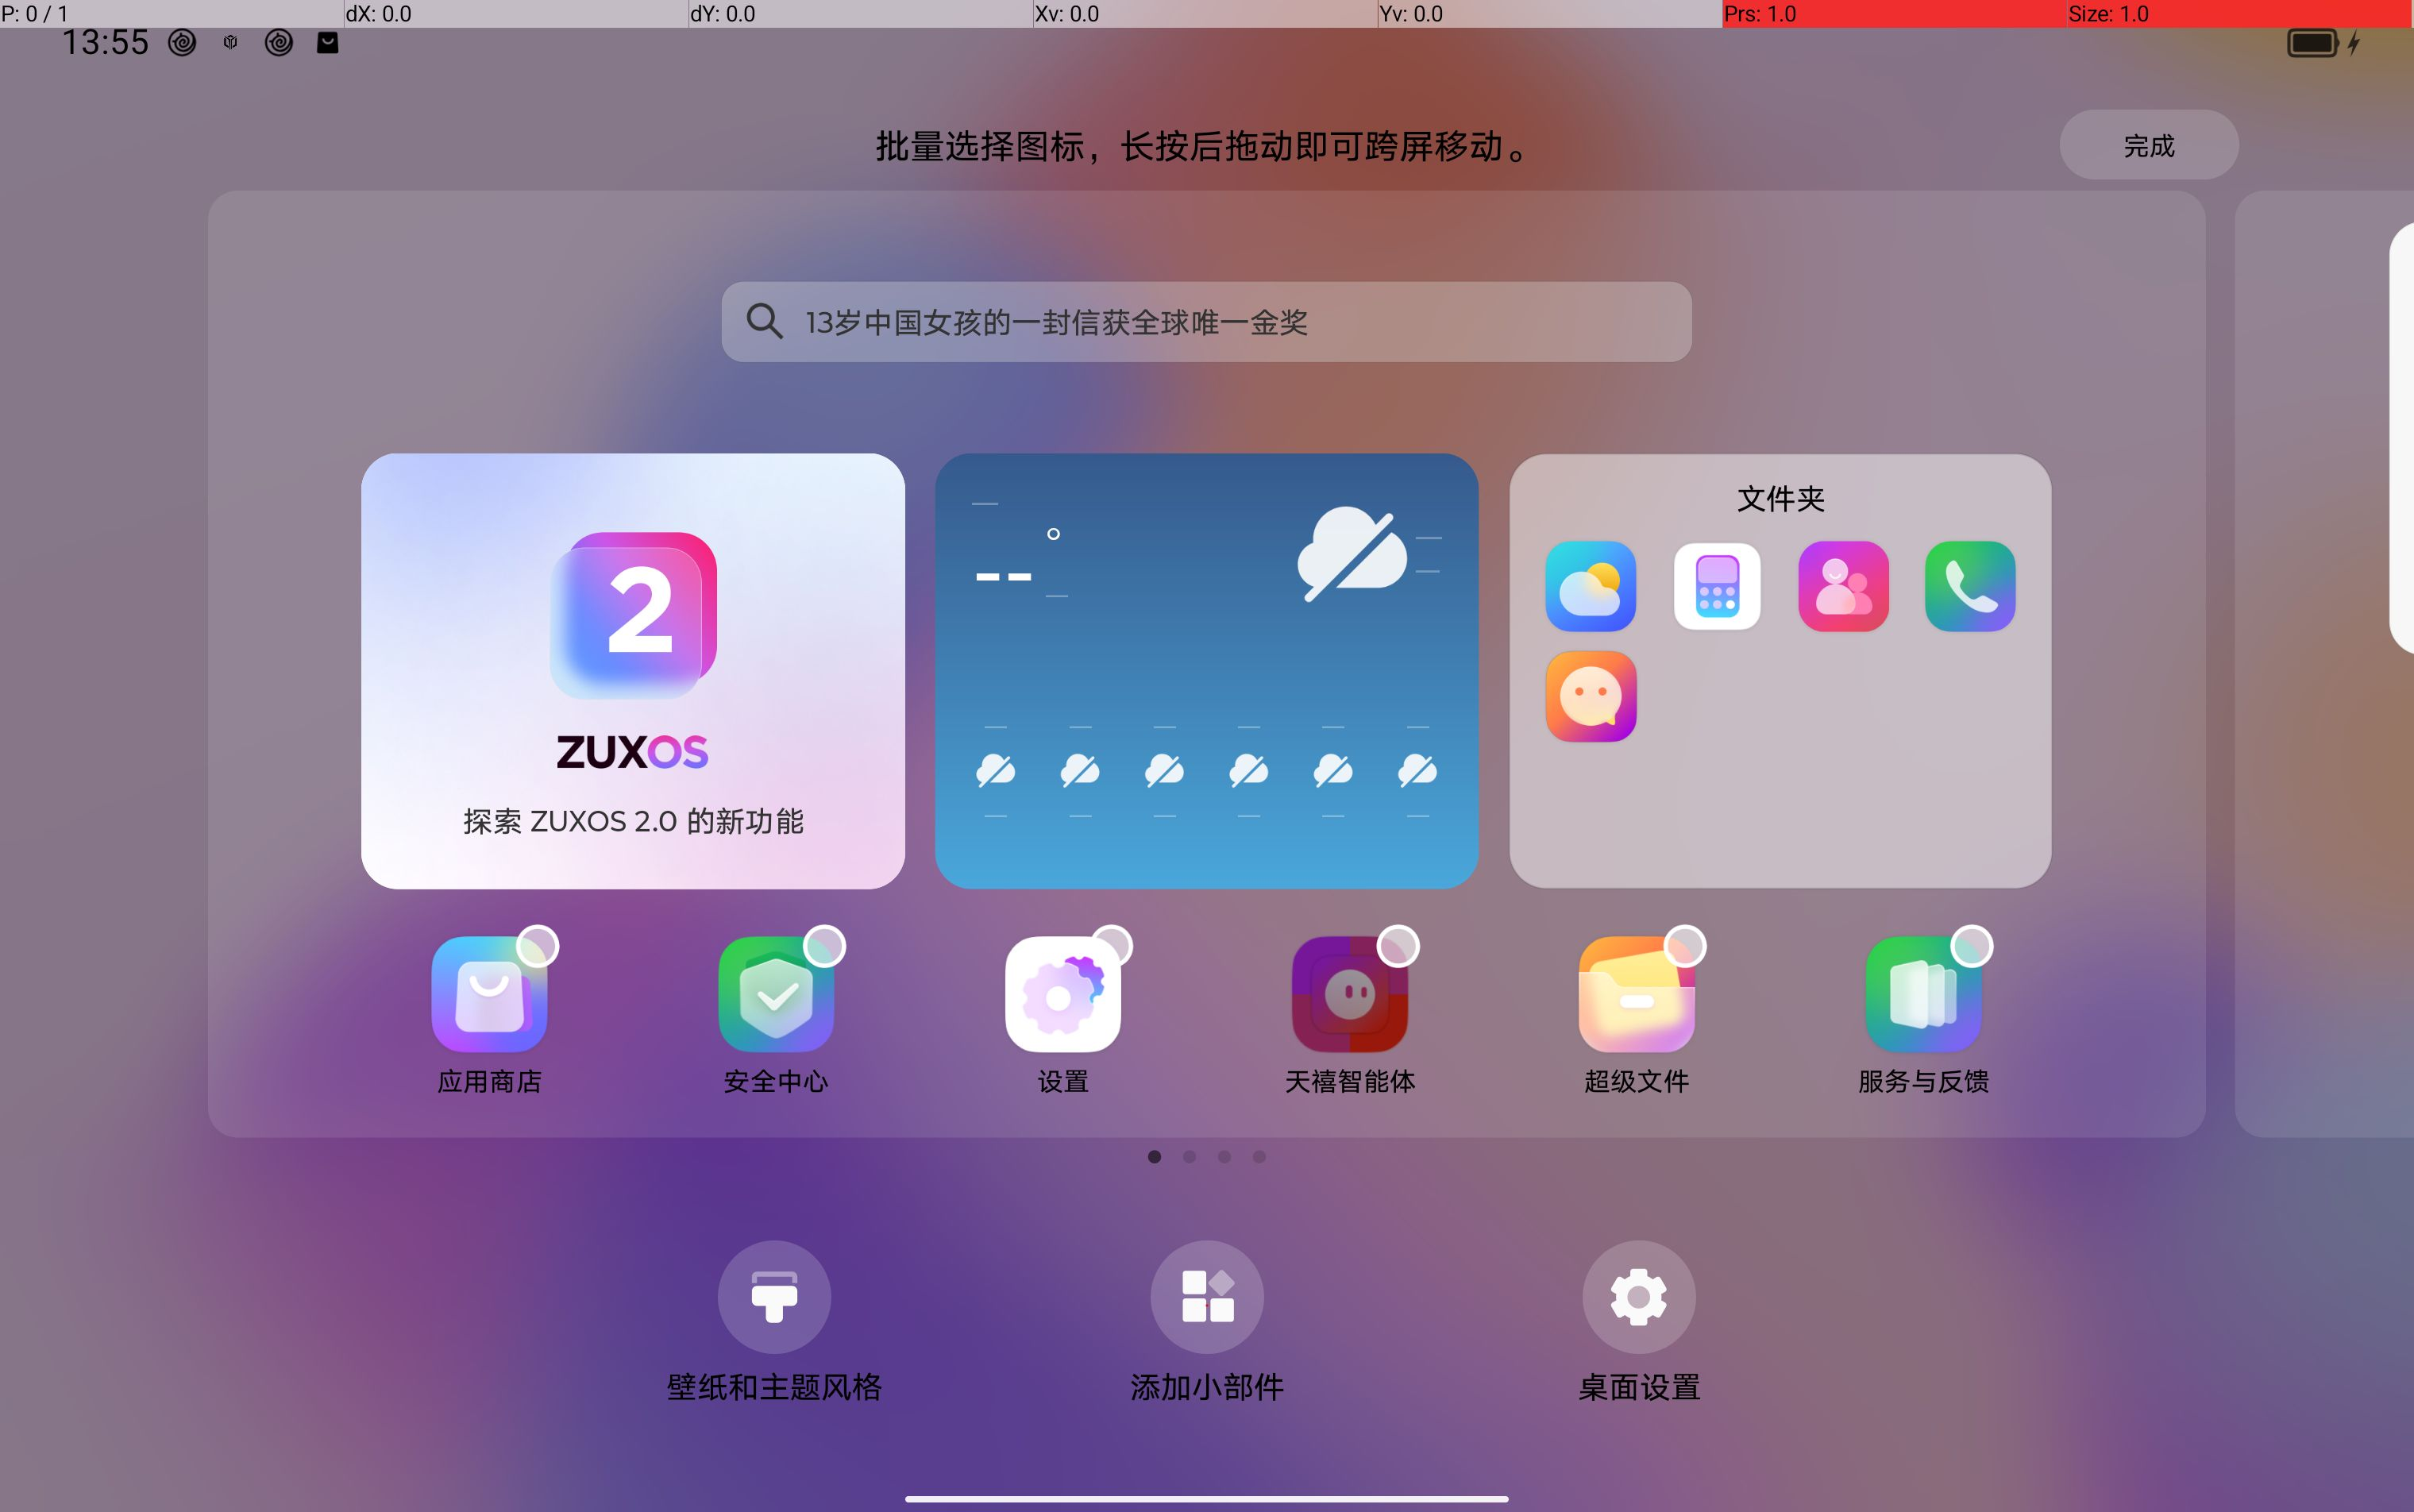 P: 0 / 1 dX: 0.0 dY: 0.0 Xv: 0.0 Yv: 0.0 Prs: 1.0 Size: 1.0
13:55
批量选择图标，长按后拖动即可跨屏移动。
完成
13岁中国女孩的一封信获全球唯一金奖
2
ZUXOS
探索 ZUXOS 2.0 的新功能
--°
文件夹
应用商店 安全中心 设置 天禧智能体 超级文件 服务与反馈
壁纸和主题风格 添加小部件 桌面设置